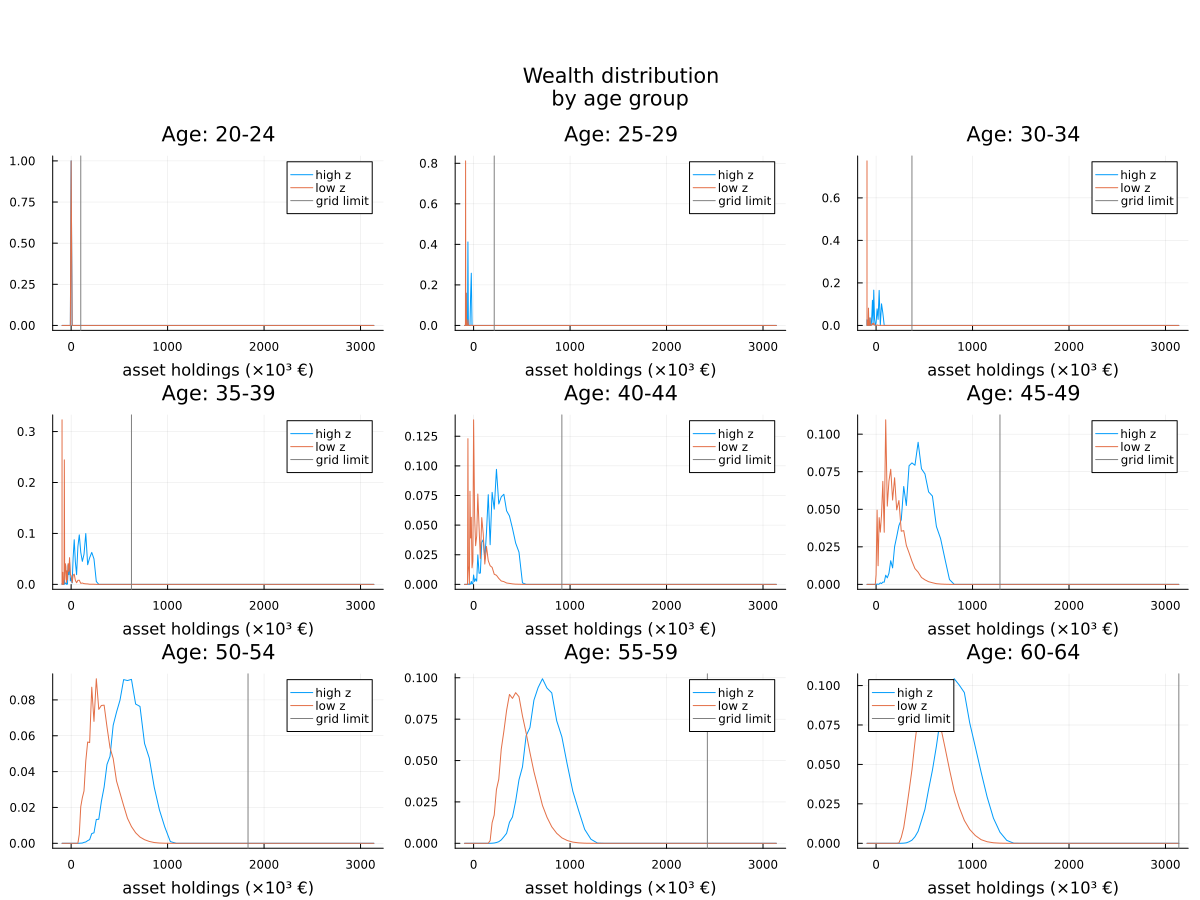 Wealth distribution
by age group
Age: 20-24
1.00
0.75
0.50
0.25
0.00
0
1000
2000
3000
high z
low z
grid limit
asset holdings (×10³ €)
Age: 25-29
0.8
0.6
0.4
0.2
0.0
0
1000
2000
3000
high z
low z
grid limit
asset holdings (×10³ €)
Age: 30-34
0.6
0.4
0.2
0.0
0
1000
2000
3000
high z
low z
grid limit
asset holdings (×10³ €)
Age: 35-39
0.3
0.2
0.1
0.0
0
1000
2000
3000
high z
low z
grid limit
asset holdings (×10³ €)
Age: 40-44
0.125
0.100
0.075
0.050
0.025
0.000
0
1000
2000
3000
high z
low z
grid limit
asset holdings (×10³ €)
Age: 45-49
0.100
0.075
0.050
0.025
0.000
0
1000
2000
3000
high z
low z
grid limit
asset holdings (×10³ €)
Age: 50-54
0.08
0.06
0.04
0.02
0.00
0
1000
2000
3000
high z
low z
grid limit
asset holdings (×10³ €)
Age: 55-59
0.100
0.075
0.050
0.025
0.000
0
1000
2000
3000
high z
low z
grid limit
asset holdings (×10³ €)
Age: 60-64
0.100
0.075
0.050
0.025
0.000
0
1000
2000
3000
high z
low z
grid limit
asset holdings (×10³ €)